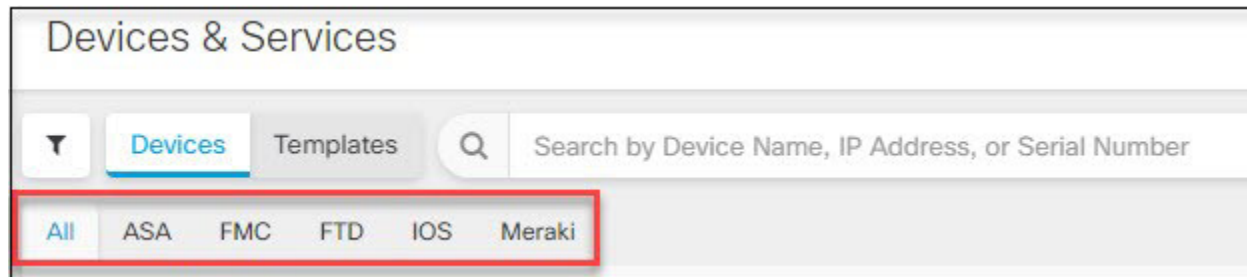 Devices & Services
Devices Templates Search by Device Name, IP Address, or Serial Number
All ASA FMC FTD IOS Meraki